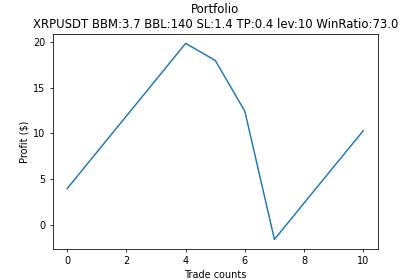 Portfolio
XRPUSDT BBM:3.7 BBL:140 SL:1.4 TP:0.4 lev:10 WinRatio:73.0
Profit ($)
20
15
10
5
0
0 2 4 6 8 10
Trade counts